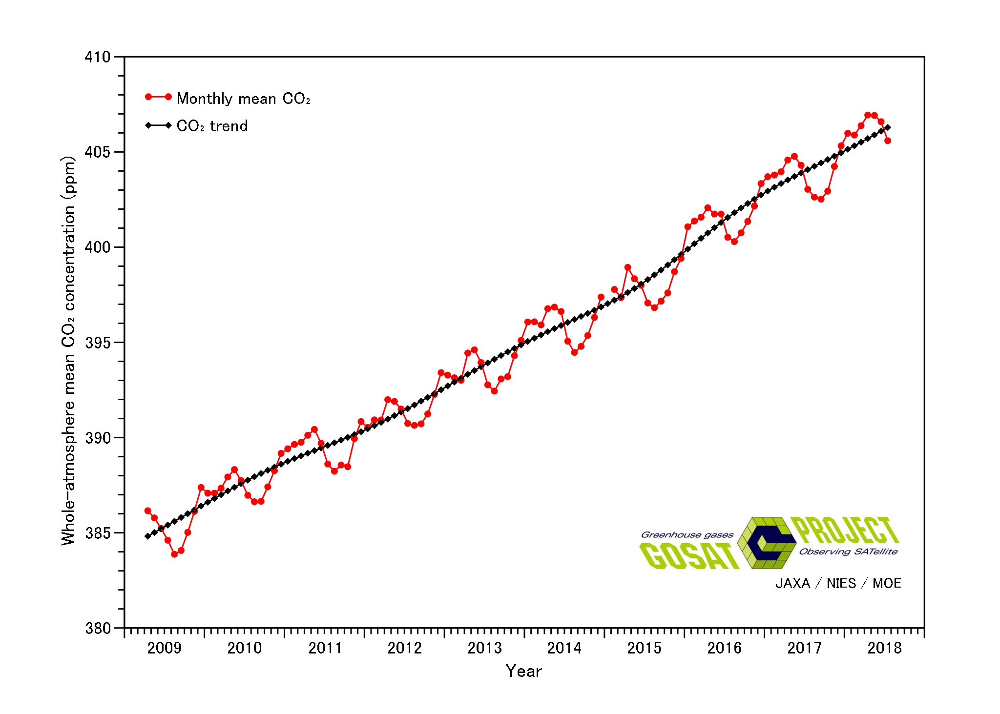 410
405
400
395
390
385
380
Whole-atmosphere mean CO₂ concentration (ppm)
Monthly mean CO₂
CO₂ trend
Greenhouse gases
GOSAT
PROJECT
Observing SATellite
JAXA / NIES / MOE
2009 2010 2011 2012 2013 2014 2015 2016 2017 2018
Year